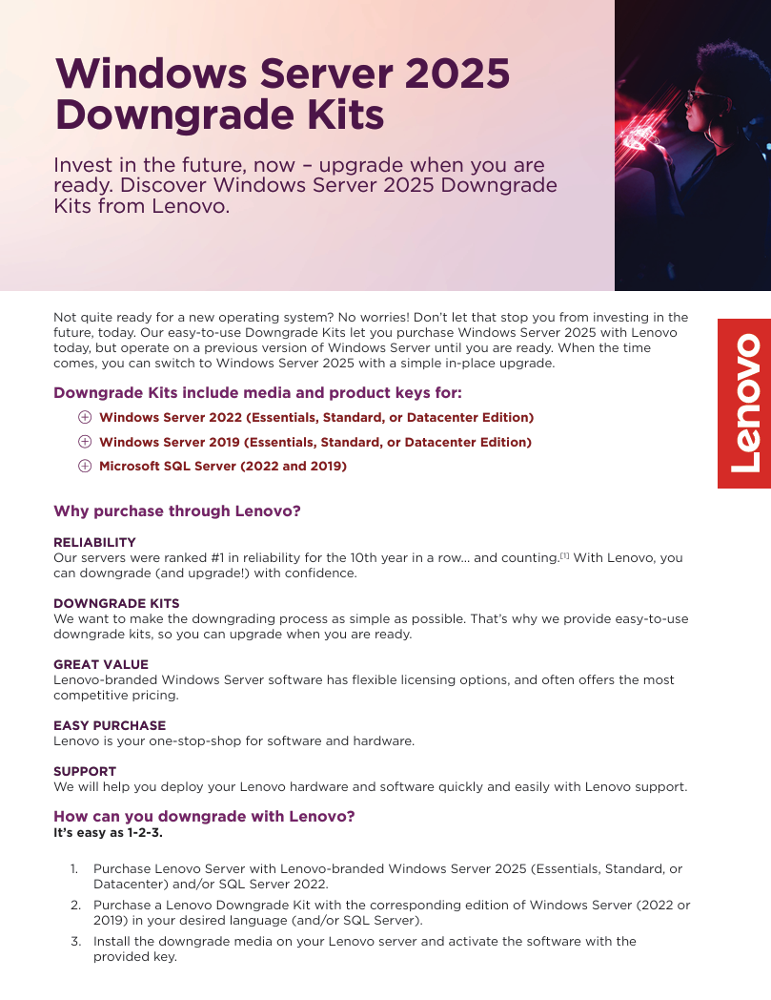 Windows Server 2025
Downgrade Kits
Invest in the future, now – upgrade when you are
ready. Discover Windows Server 2025 Downgrade
Kits from Lenovo.
Not quite ready for a new operating system? No worries! Don’t let that stop you from investing in the
future, today. Our easy-to-use Downgrade Kits let you purchase Windows Server 2025 with Lenovo
today, but operate on a previous version of Windows Server until you are ready. When the time
comes, you can switch to Windows Server 2025 with a simple in-place upgrade.
Lenovo
Downgrade Kits include media and product keys for:
Windows Server 2022 (Essentials, Standard, or Datacenter Edition)
Windows Server 2019 (Essentials, Standard, or Datacenter Edition)
Microsoft SQL Server (2022 and 2019)
Why purchase through Lenovo?
RELIABILITY
Our servers were ranked #1 in reliability for the 10th year in a row... and counting.[1] With Lenovo, you
can downgrade (and upgrade!) with confidence.
DOWNGRADE KITS
We want to make the downgrading process as simple as possible. That’s why we provide easy-to-use
downgrade kits, so you can upgrade when you are ready.
GREAT VALUE
Lenovo-branded Windows Server software has flexible licensing options, and often offers the most
competitive pricing.
EASY PURCHASE
Lenovo is your one-stop-shop for software and hardware.
SUPPORT
We will help you deploy your Lenovo hardware and software quickly and easily with Lenovo support.
How can you downgrade with Lenovo?
It’s easy as 1-2-3.
1. Purchase Lenovo Server with Lenovo-branded Windows Server 2025 (Essentials, Standard, or
Datacenter) and/or SQL Server 2022.
2. Purchase a Lenovo Downgrade Kit with the corresponding edition of Windows Server (2022 or
2019) in your desired language (and/or SQL Server).
3. Install the downgrade media on your Lenovo server and activate the software with the
provided key.